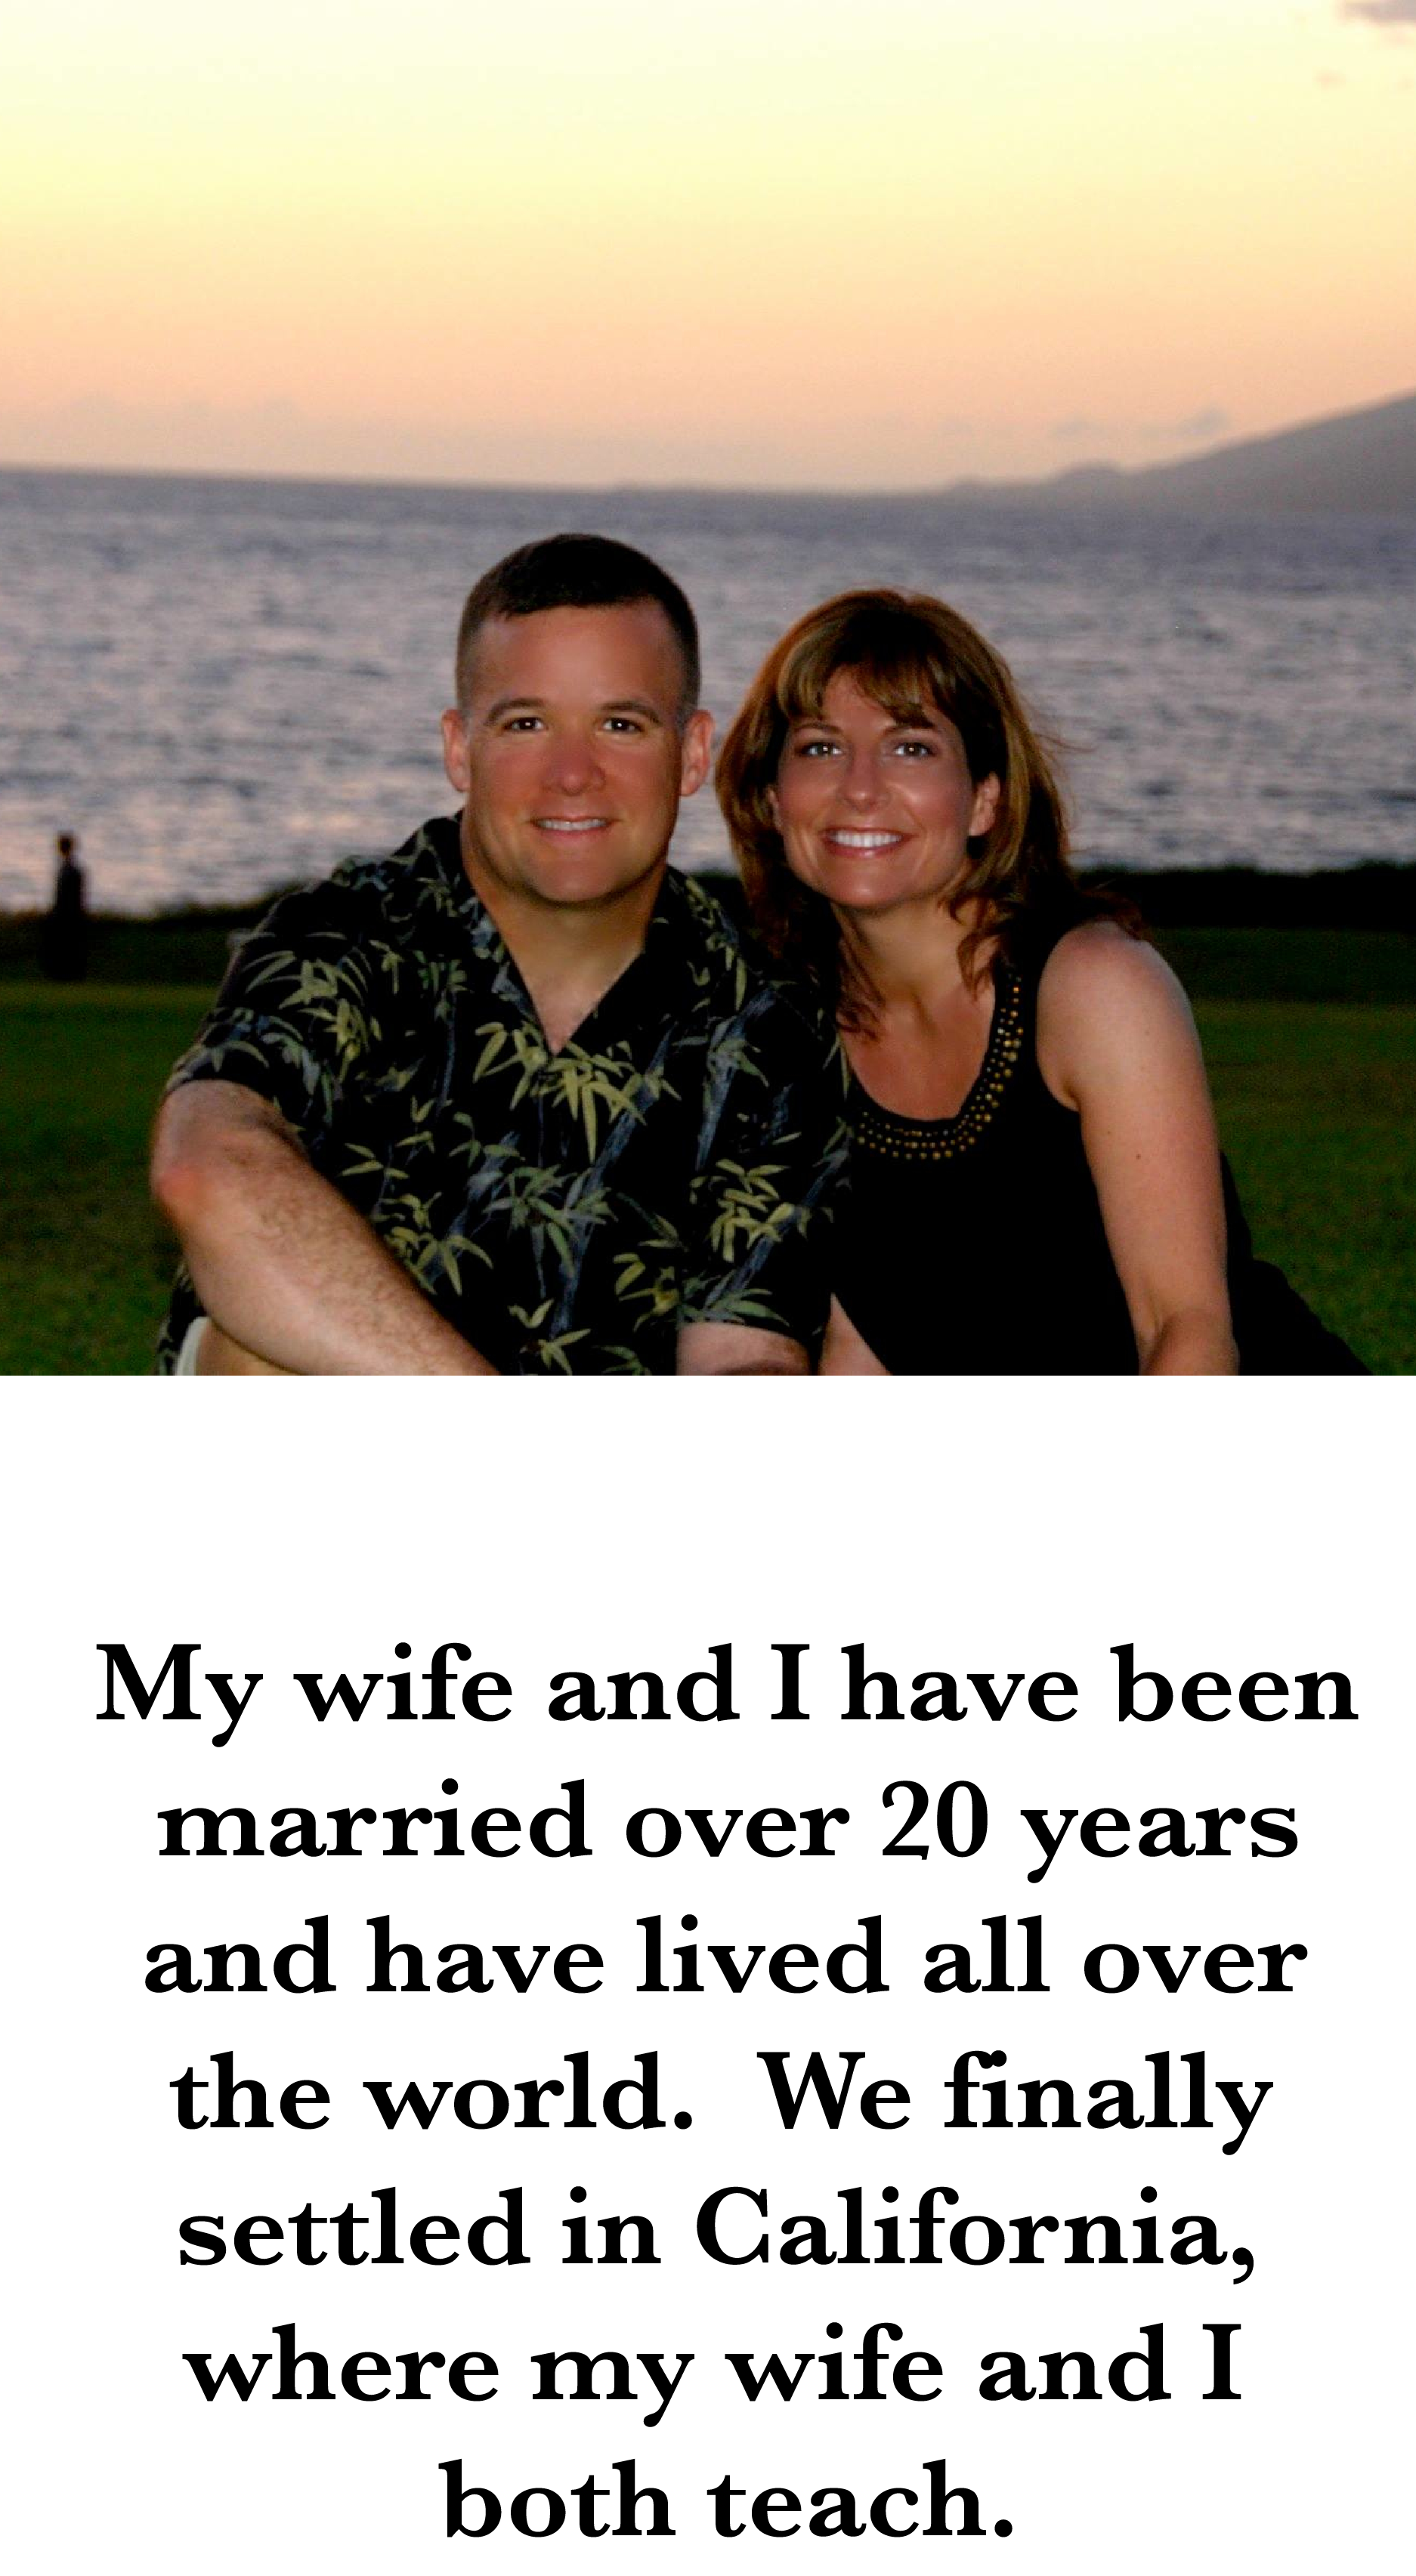 My wife and I have been
married over 20 years
and have lived all over
the world.  We finally
settled in California,
where my wife and I
both teach.